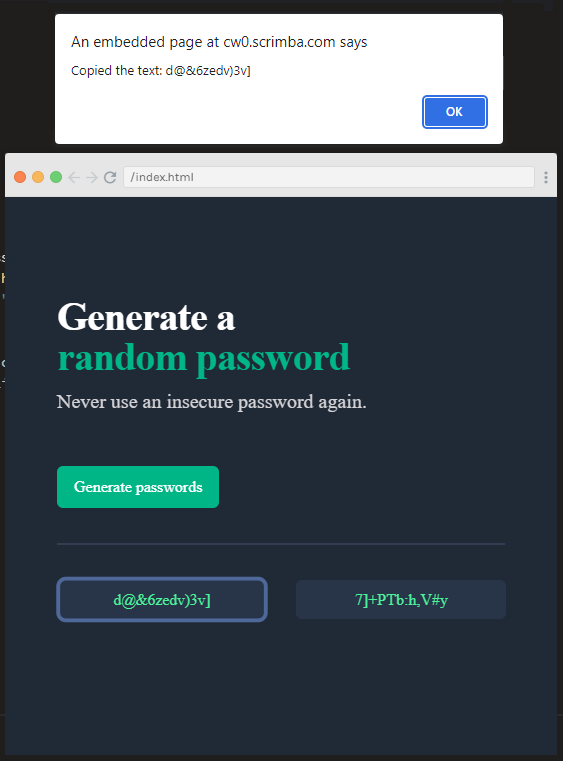 An embedded page at cw0.scrimba.com says
Copied the text: d@&6zedv)3v]
OK
/index.html
Generate a
random password
Never use an insecure password again.
Generate passwords
d@&6zedv)3v]
7]+PTb:h,V#y